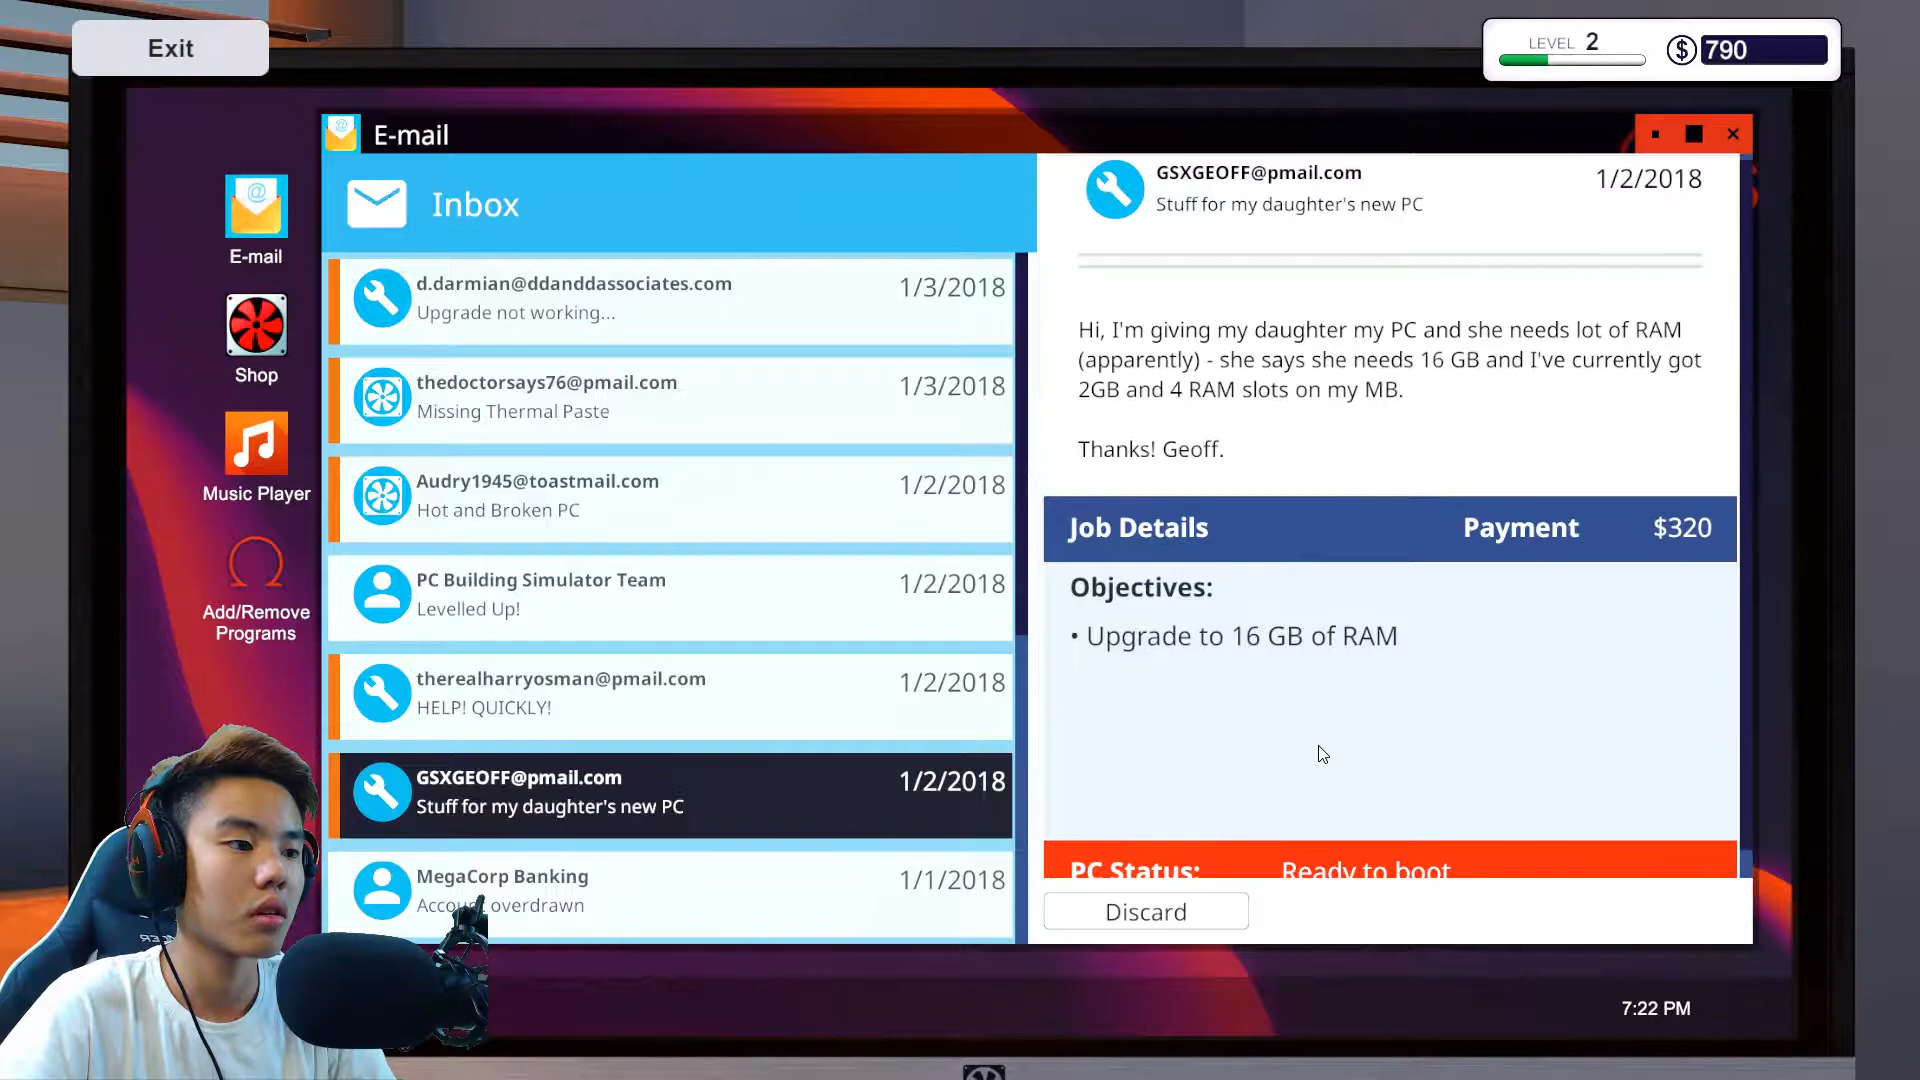 Exit
LEVEL 2
$ 790
E-mail
Inbox
E-mail
Shop
Music Player
Add/Remove
Programs
d.darmian@ddanddassociates.com 1/3/2018
Upgrade not working...
thedoctorsays76@pmail.com 1/3/2018
Missing Thermal Paste
Audry1945@toastmail.com 1/2/2018
Hot and Broken PC
PC Building Simulator Team 1/2/2018
Levelled Up!
therealharryosman@pmail.com 1/2/2018
HELP! QUICKLY!
GSXGEOFF@pmail.com 1/2/2018
Stuff for my daughter's new PC
MegaCorp Banking 1/1/2018
Account overdrawn
GSXGEOFF@pmail.com 1/2/2018
Stuff for my daughter's new PC
Hi, I'm giving my daughter my PC and she needs lot of RAM
(apparently) - she says she needs 16 GB and I've currently got
2GB and 4 RAM slots on my MB.
Thanks! Geoff.
Job Details Payment $320
Objectives:
• Upgrade to 16 GB of RAM
PC Status: Ready to boot
Discard
7:22 PM